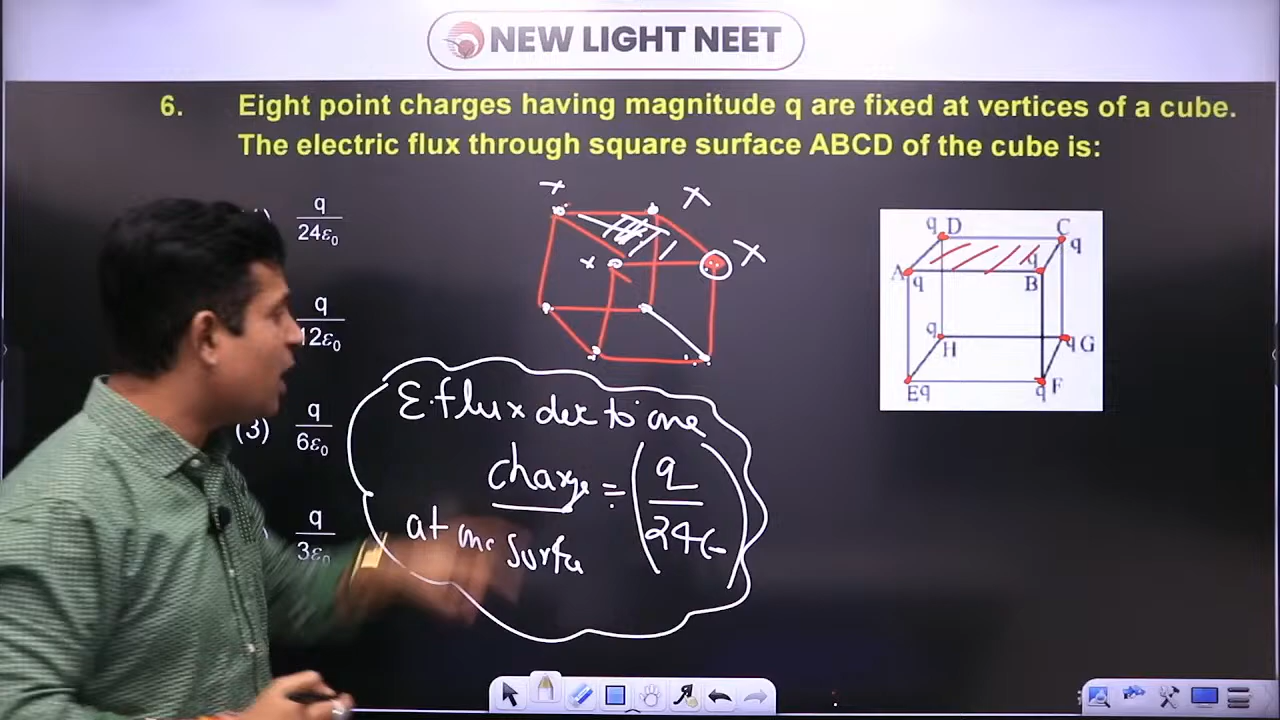 NEW LIGHT NEET
6. Eight point charges having magnitude q are fixed at vertices of a cube.
The electric flux through square surface ABCD of the cube is:
q
24ε₀
q
12ε₀
(3) q
6ε₀
q
3ε₀
x
x
x
x
q D
C
q
A
q
q
B
q
H
q G
E q
q F
E.flux due to one
charge = (q
at one surface
24ε